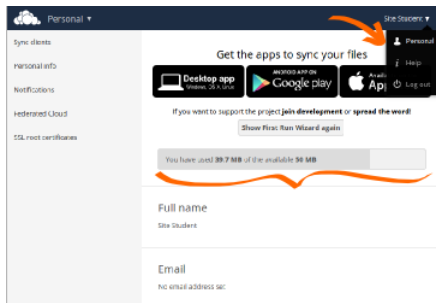 Personal ▼
Site Student ▼
Personal
Help
Log out
Sync clients
Personal info
Notifications
Federated Cloud
SSL root certificates
Get the apps to sync your files
Desktop app
Windows, OS X, Linux
ANDROID APP ON
Google play
App
If you want to support the project join development or spread the word!
Show First Run Wizard again
You have used 39.7 MB of the available 50 MB
Full name
Site Student
Email
No email address set